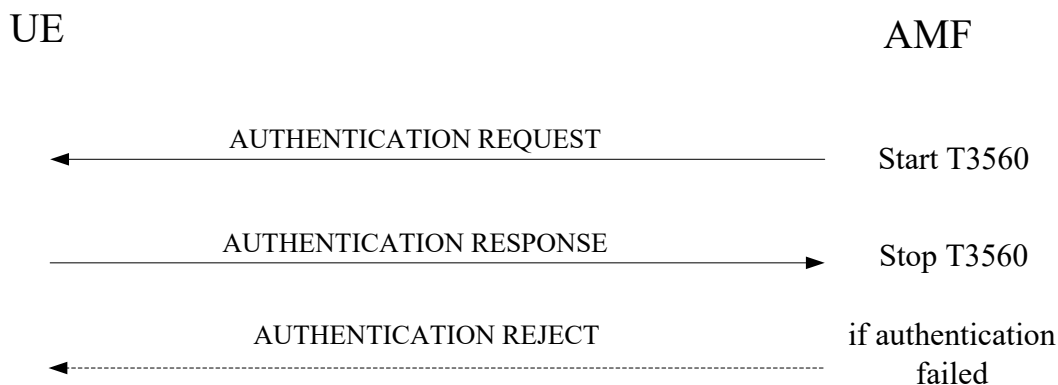 UE
AMF
AUTHENTICATION REQUEST
Start T3560
AUTHENTICATION RESPONSE
Stop T3560
AUTHENTICATION REJECT
if authentication
failed